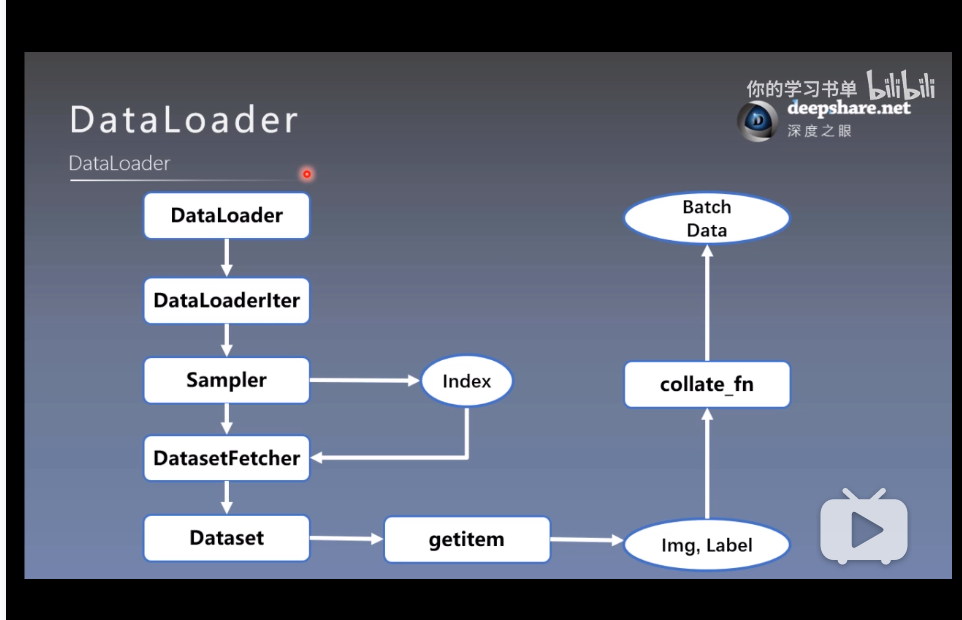 你的学习书单 bilibili
deepshare.net
深度之眼
DataLoader
DataLoader
DataLoader
DataLoaderIter
Sampler
Index
DatasetFetcher
Dataset
getitem
Img, Label
collate_fn
Batch
Data